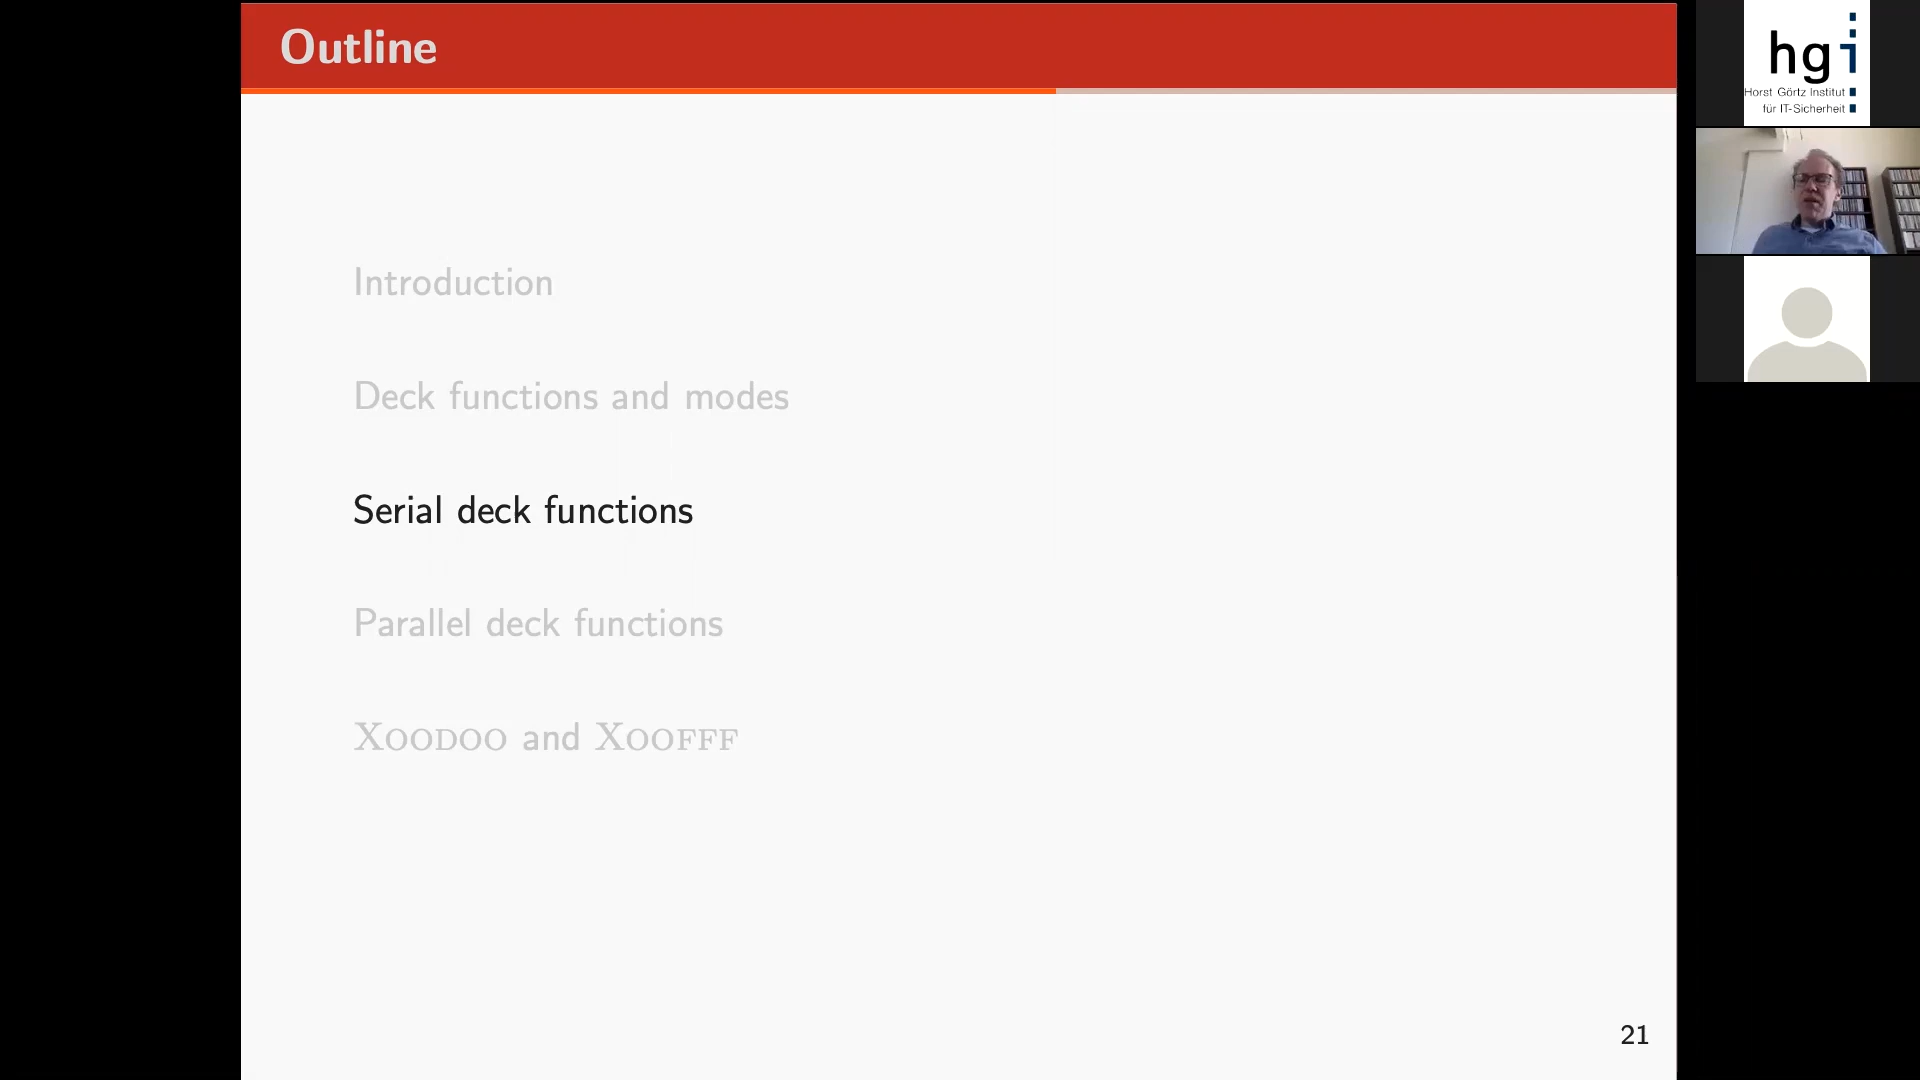 Outline
Introduction
Deck functions and modes
Serial deck functions
Parallel deck functions
XOODOO and XOOFFF
21
hgi
Horst Görtz Institut
für IT-Sicherheit